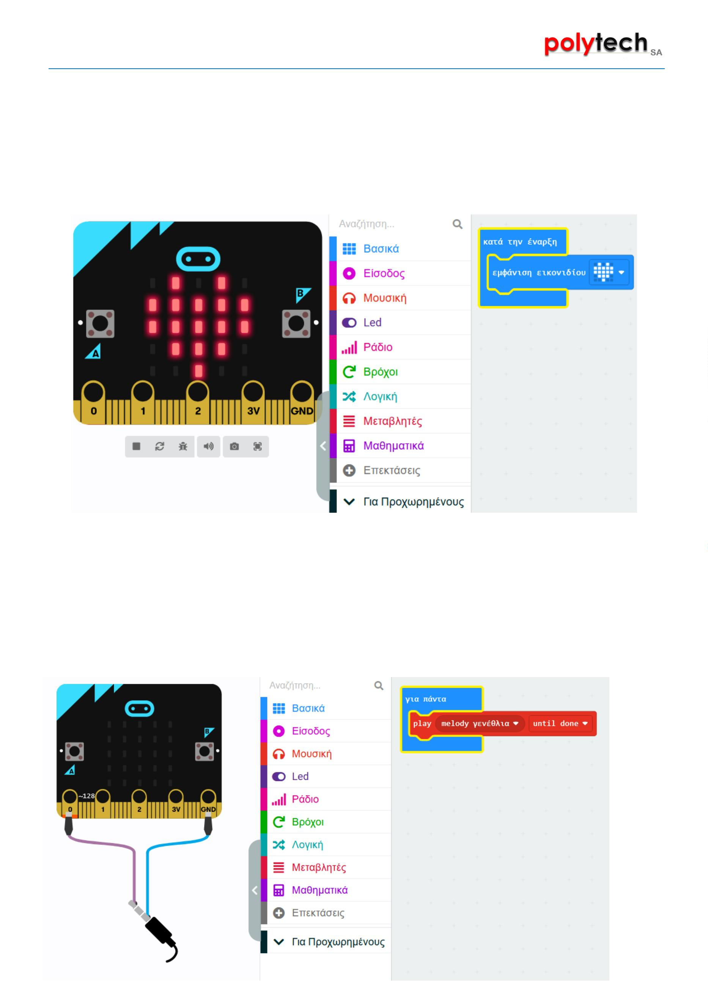 polytech SA
Αναζήτηση...
Βασικά
Είσοδος
Μουσική
Led
Ράδιο
Βρόχοι
Λογική
Μεταβλητές
Μαθηματικά
Επεκτάσεις
Για Προχωρημένους
κατά την έναρξη
εμφάνιση εικονιδίου
B
A
0 1 2 3V GND
Αναζήτηση...
Βασικά
Είσοδος
Μουσική
Led
Ράδιο
Βρόχοι
Λογική
Μεταβλητές
Μαθηματικά
Επεκτάσεις
Για Προχωρημένους
για πάντα
play melody γενέθλια until done
B
A
~128
0 1 2 3V GND